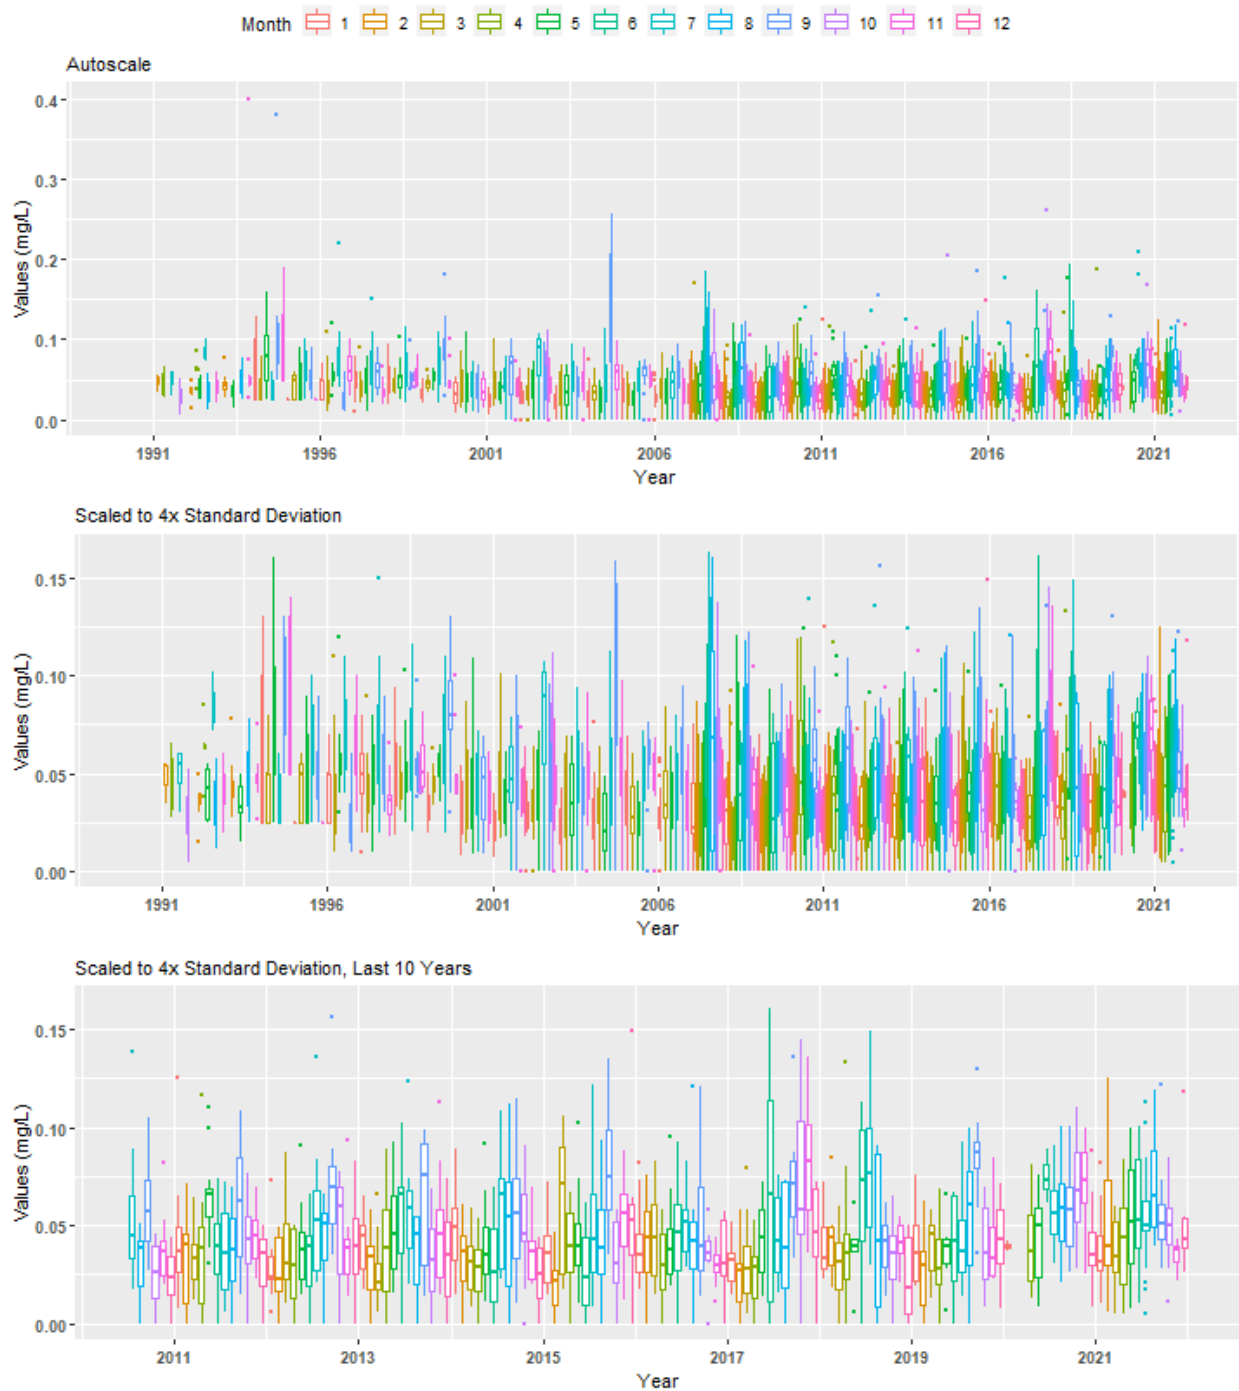 Month 1 2 3 4 5 6 7 8 9 10 11 12
Autoscale
Values (mg/L)
0.4
0.3
0.2
0.1
0.0
1991 1996 2001 2006 2011 2016 2021
Year
Scaled to 4x Standard Deviation
Values (mg/L)
0.15
0.10
0.05
0.00
1991 1996 2001 2006 2011 2016 2021
Year
Scaled to 4x Standard Deviation, Last 10 Years
Values (mg/L)
0.15
0.10
0.05
0.00
2011 2013 2015 2017 2019 2021
Year